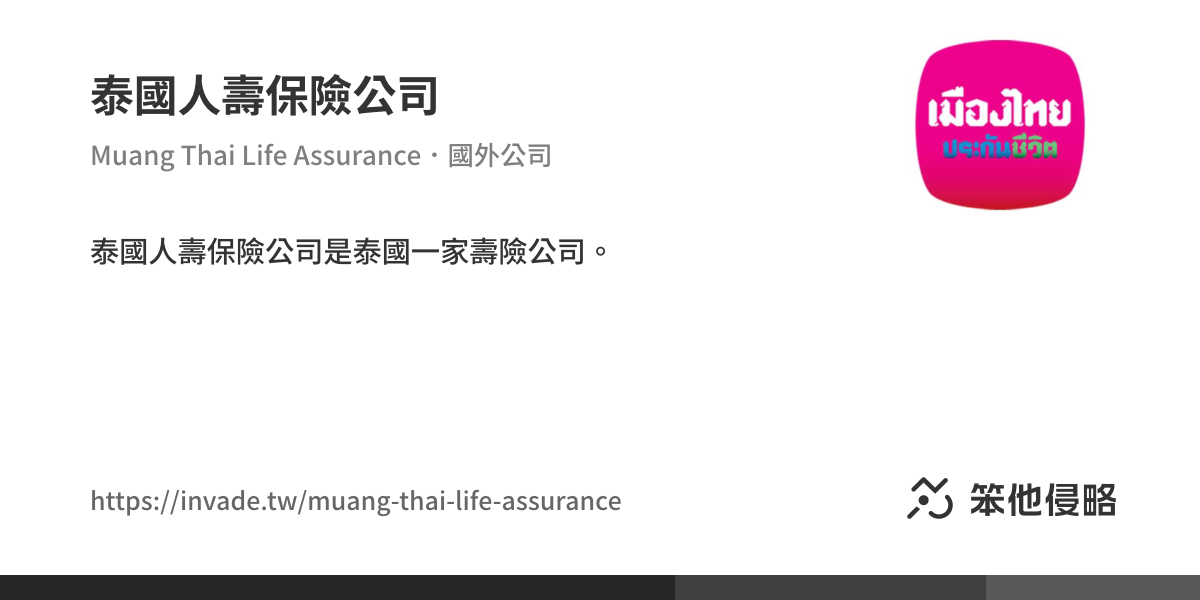 泰國人壽保險公司
Muang Thai Life Assurance・國外公司
เมืองไทย
ประกันชีวิต
泰國人壽保險公司是泰國一家壽險公司。
https://invade.tw/muang-thai-life-assurance
笨他侵略